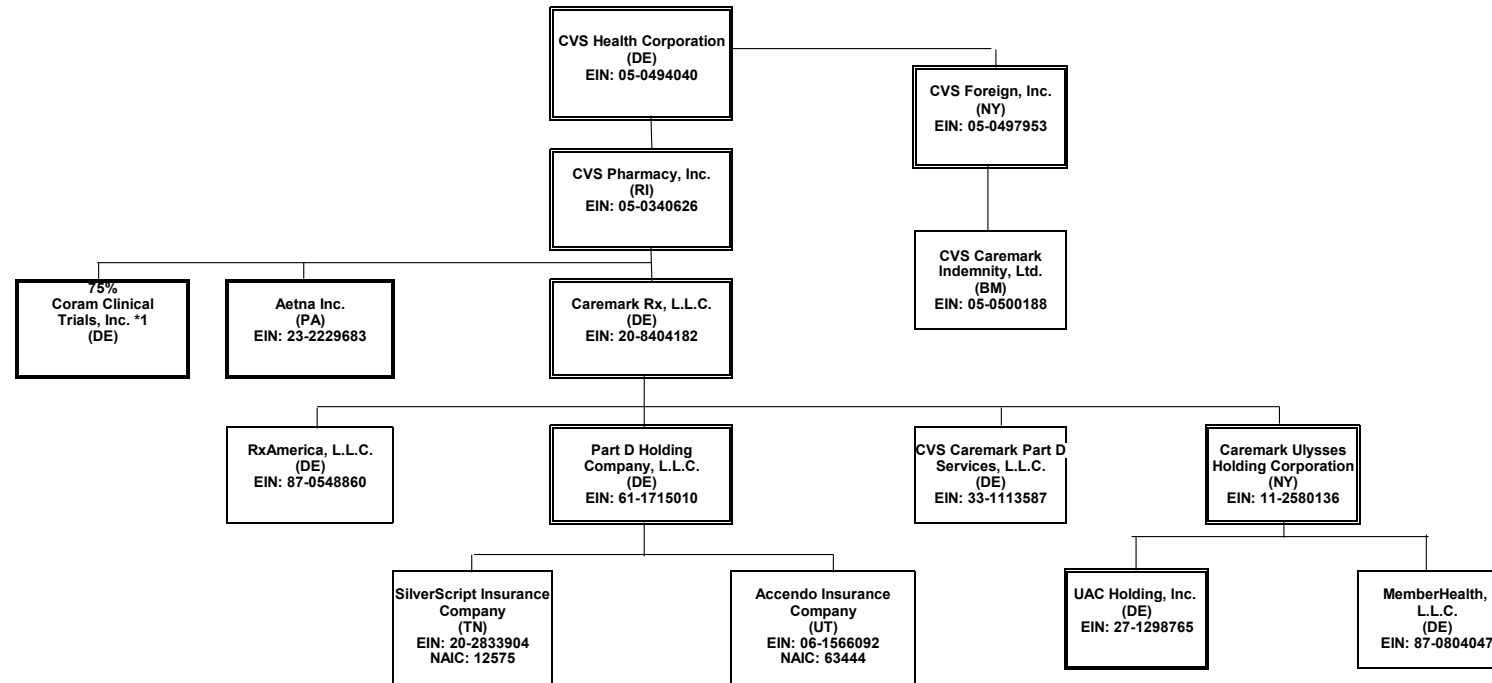 CVS Health Corporation
(DE)
EIN: 05-0494040
CVS Foreign, Inc.
(NY)
EIN: 05-0497953
CVS Pharmacy, Inc.
(RI)
EIN: 05-0340626
CVS Caremark
Indemnity, Ltd.
(BM)
EIN: 05-0500188
75%
Coram Clinical
Trials, Inc. *1
(DE)
Aetna Inc.
(PA)
EIN: 23-2229683
Caremark Rx, L.L.C.
(DE)
EIN: 20-8404182
RxAmerica, L.L.C.
(DE)
EIN: 87-0548860
Part D Holding
Company, L.L.C.
(DE)
EIN: 61-1715010
CVS Caremark Part D
Services, L.L.C.
(DE)
EIN: 33-1113587
Caremark Ulysses
Holding Corporation
(NY)
EIN: 11-2580136
SilverScript Insurance
Company
(TN)
EIN: 20-2833904
NAIC: 12575
Accendo Insurance
Company
(UT)
EIN: 06-1566092
NAIC: 63444
UAC Holding, Inc.
(DE)
EIN: 27-1298765
MemberHealth,
L.L.C.
(DE)
EIN: 87-0804047